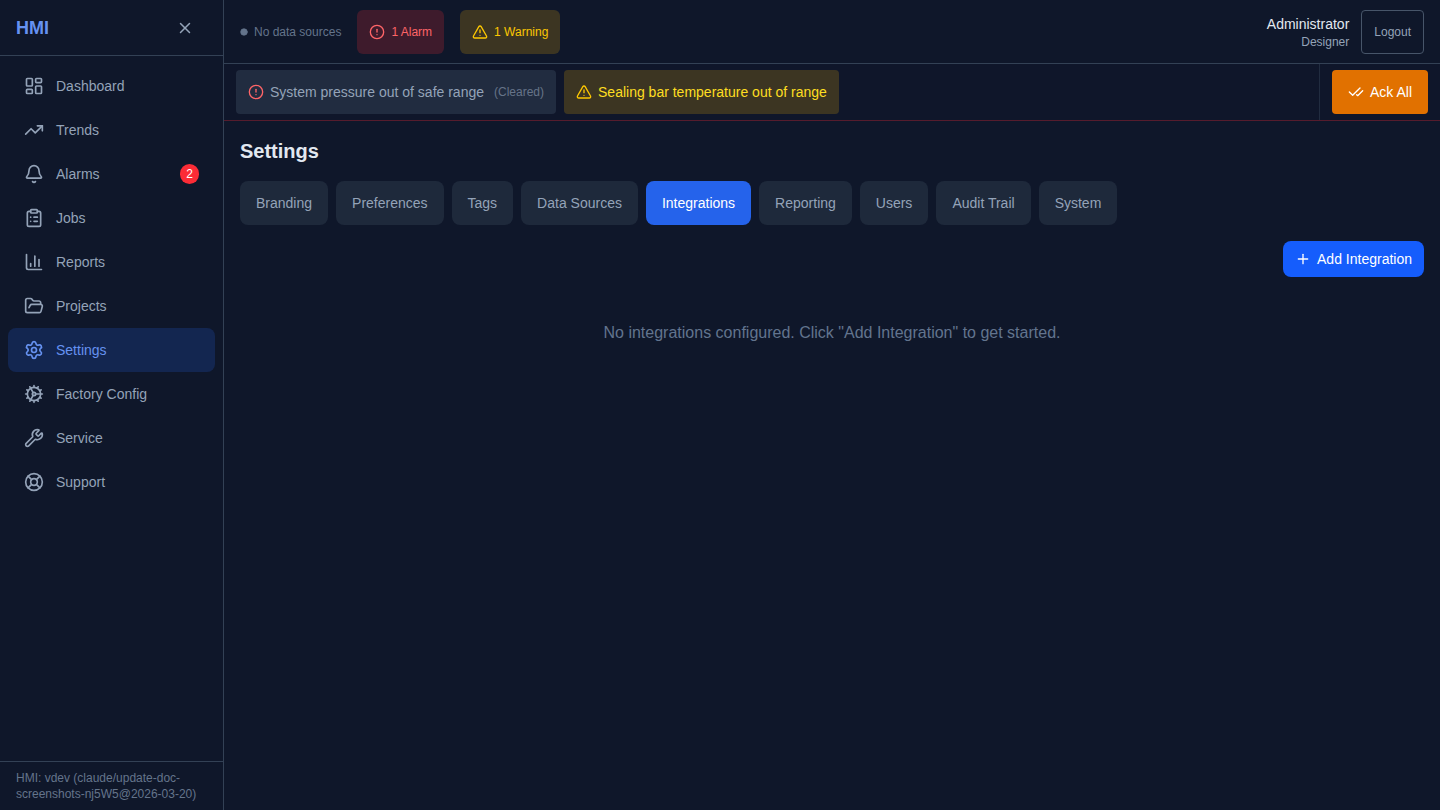 HMI
No data sources
1 Alarm
1 Warning
Administrator
Designer
Logout
System pressure out of safe range (Cleared)
Sealing bar temperature out of range
Ack All
Dashboard
Trends
Alarms 2
Jobs
Reports
Projects
Settings
Factory Config
Service
Support
HMI: vdev (claude/update-doc-
screenshots-nj5W5@2026-03-20)
Settings
Branding
Preferences
Tags
Data Sources
Integrations
Reporting
Users
Audit Trail
System
Add Integration
No integrations configured. Click "Add Integration" to get started.